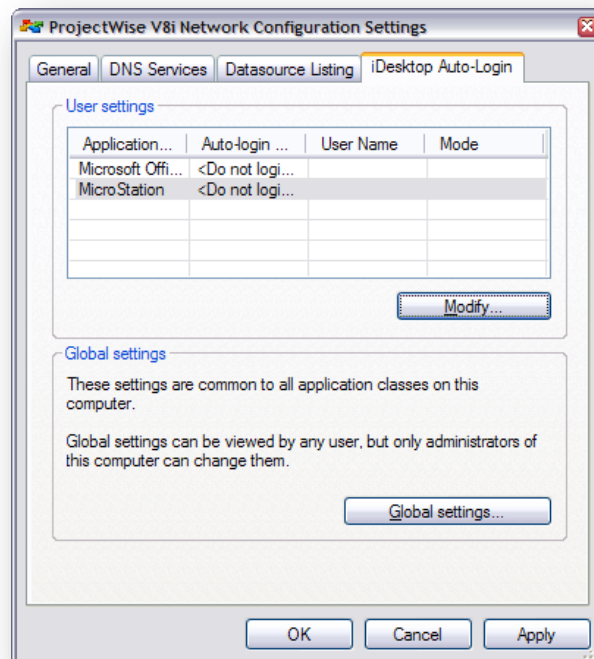 ProjectWise V8i Network Configuration Settings
General DNS Services Datasource Listing iDesktop Auto-Login
User settings
Application... Auto-login ... User Name Mode
Microsoft Offi... <Do not logi...
MicroStation <Do not logi...
Modify...
Global settings
These settings are common to all application classes on this
computer.
Global settings can be viewed by any user, but only administrators of
this computer can change them.
Global settings...
OK Cancel Apply